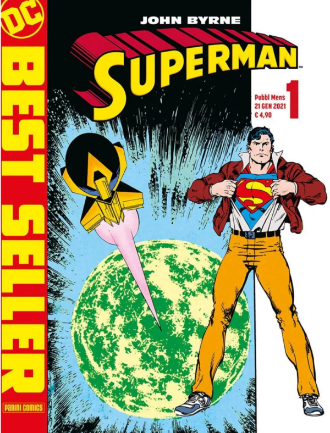 DC
BEST SELLER
JOHN BYRNE
SUPERMAN
1
Pubbl Mens
21 GEN 2021
€ 4,90
S
PANINI COMICS